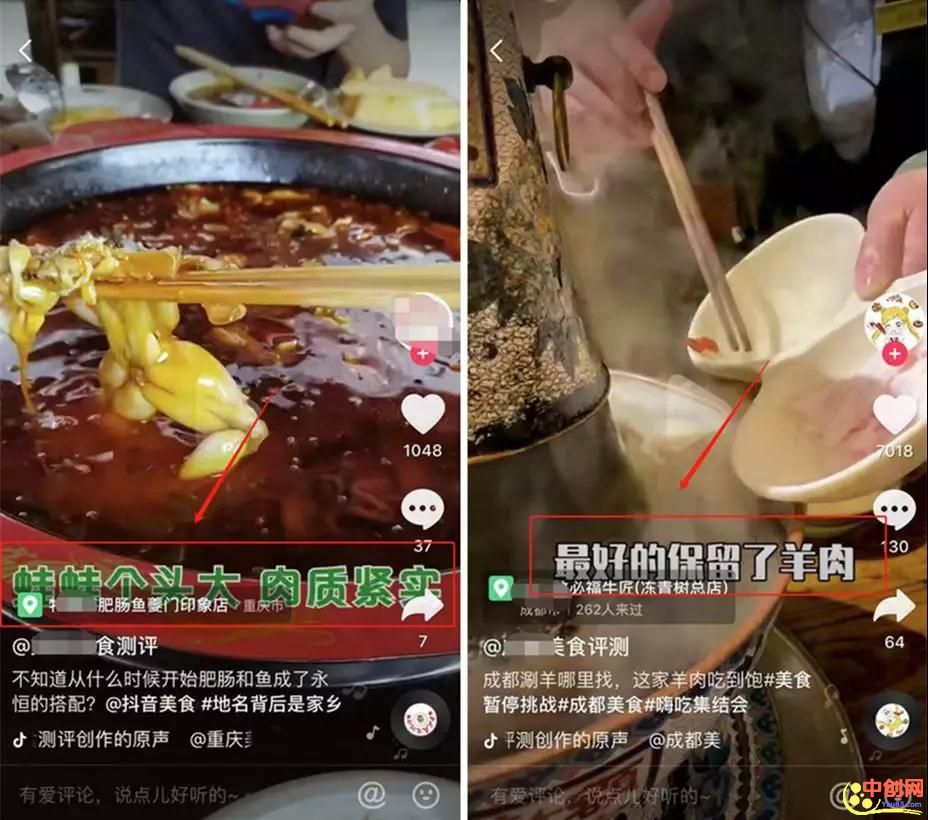 1048
37
蛙蛙个头大 肉质紧实
肥肠鱼夔门印象店 重庆市
7
食测评
不知道从什么时候开始肥肠和鱼成了永
恒的搭配？@抖音美食 #地名背后是家乡
测评创作的原声 @重庆美
有爱评论，说点儿好听的~
7018
130
最好的保留了羊肉
必福牛匠(冻青树总店)
成都市 262人来过
64
美食评测
成都涮羊哪里找，这家羊肉吃到饱#美食
暂停挑战#成都美食#嗨吃集结会
平测创作的原声 @成都美
有爱评论，说点儿好听的~
中创网